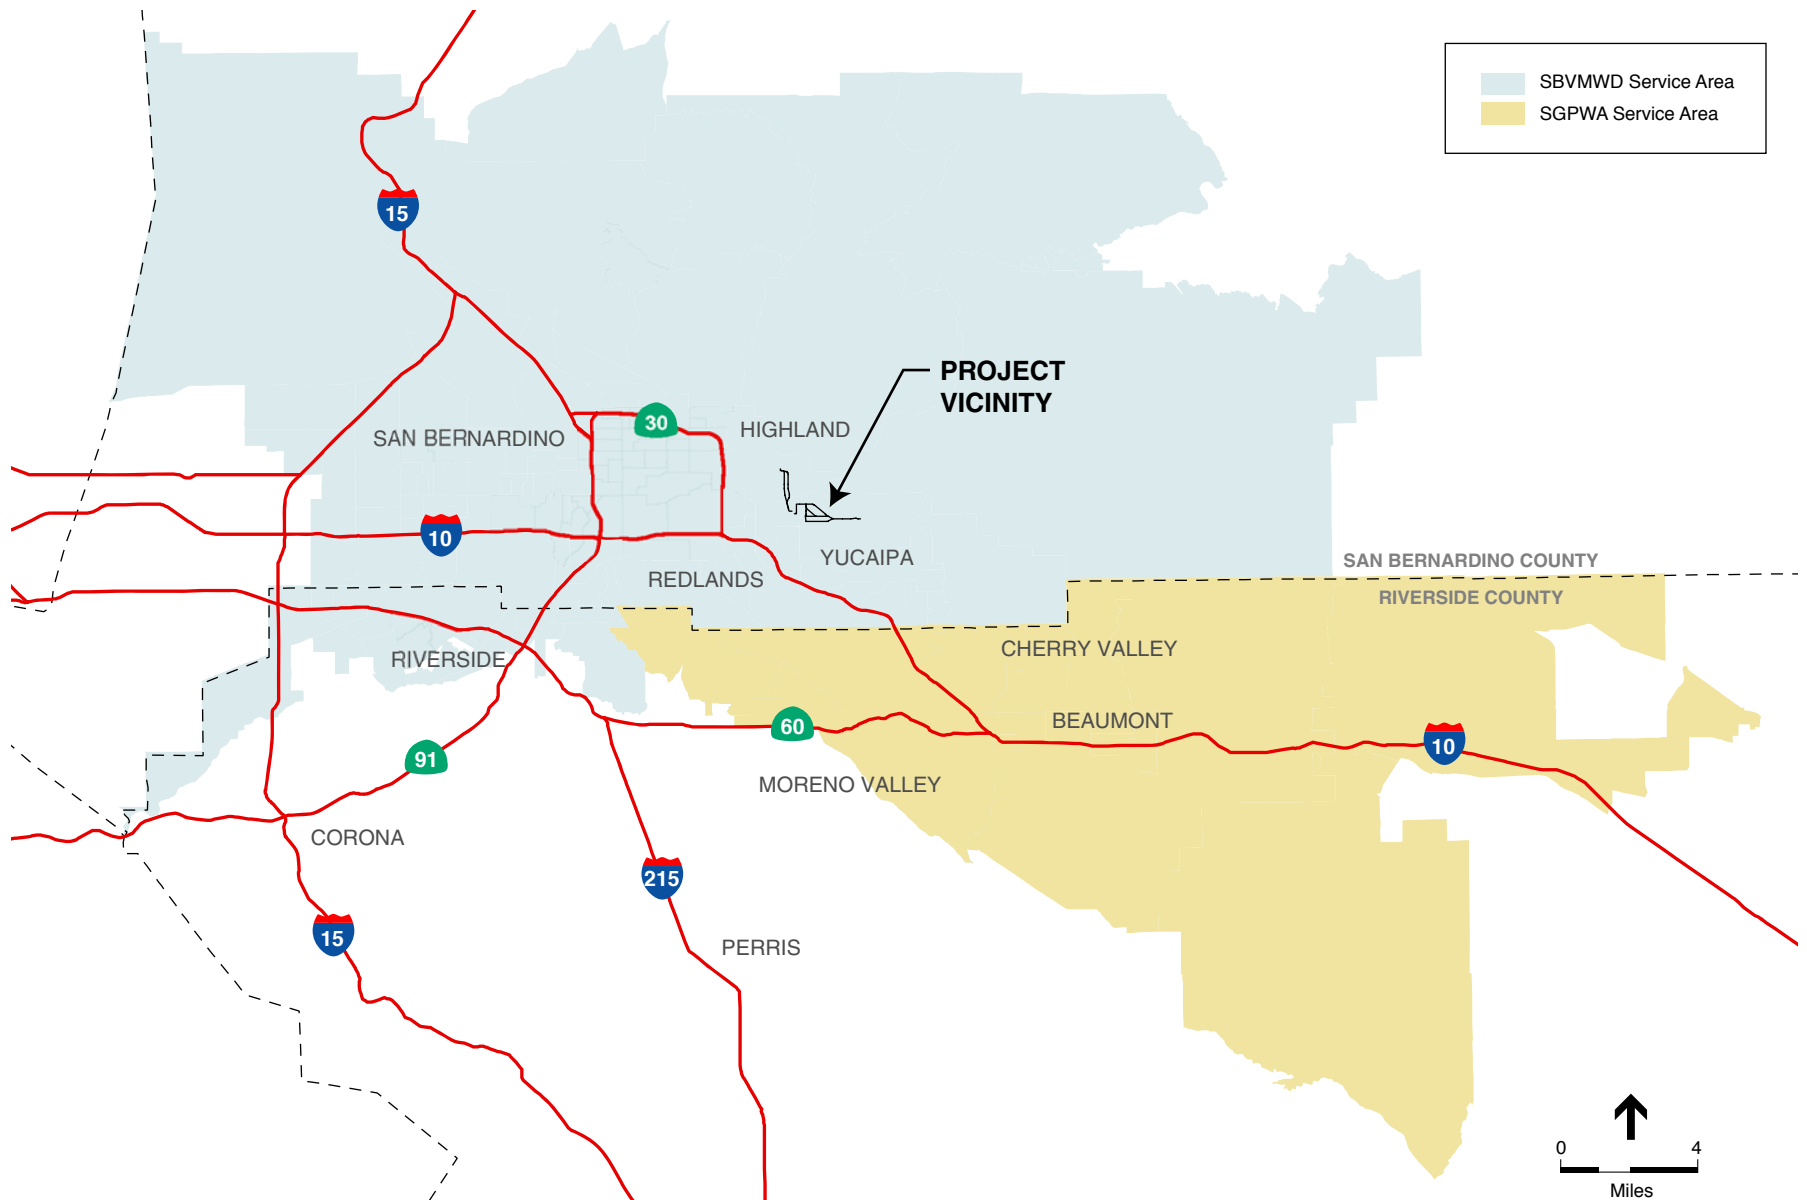 SBVMWD Service Area
SGPWA Service Area
15
PROJECT
VICINITY
30
HIGHLAND
SAN BERNARDINO
10
YUCAIPA
SAN BERNARDINO COUNTY
REDLANDS
RIVERSIDE COUNTY
CHERRY VALLEY
RIVERSIDE
BEAUMONT
60
10
91
MORENO VALLEY
CORONA
215
15
PERRIS
0 4
Miles